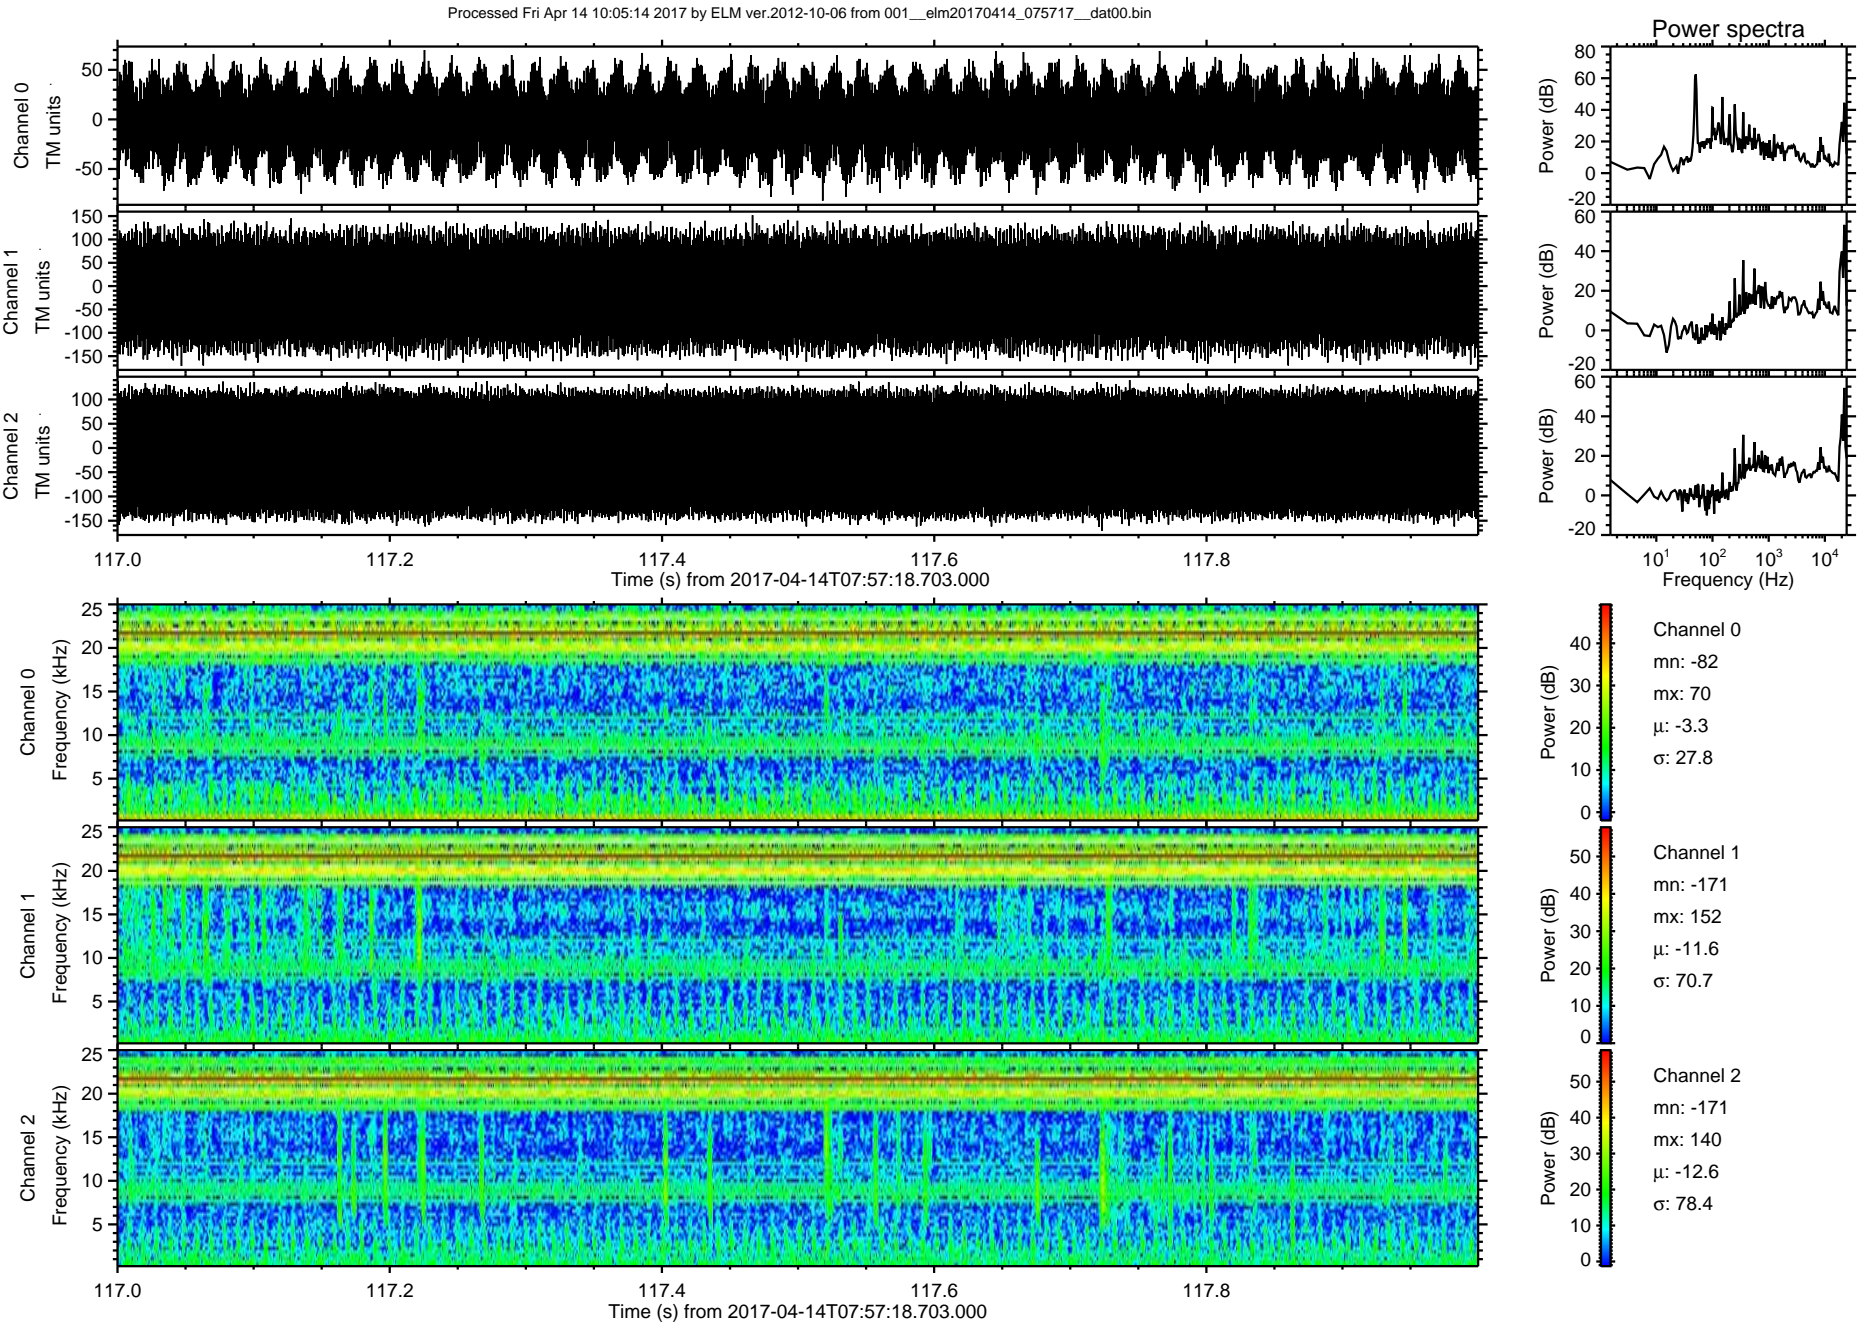 Processed Fri Apr 14 10:05:14 2017 by ELM ver.2012-10-06 from 001__elm20170414_075717__dat00.bin
Power spectra
Channel 0
TM units
50
0
-50
Power (dB)
80
60
40
20
0
-20
Channel 1
TM units
150
100
50
0
-50
-100
-150
Power (dB)
60
40
20
0
-20
Channel 2
TM units
100
50
0
-50
-100
-150
Power (dB)
60
40
20
0
-20
117.0 117.2 117.4 117.6 117.8
Time (s) from 2017-04-14T07:57:18.703.000
10^1 10^2 10^3 10^4
Frequency (Hz)
Channel 0
Frequency (kHz)
25
20
15
10
5
Power (dB)
40
30
20
10
0
Channel 0
mn: -82
mx: 70
μ: -3.3
σ: 27.8
Channel 1
Frequency (kHz)
25
20
15
10
5
Power (dB)
50
40
30
20
10
0
Channel 1
mn: -171
mx: 152
μ: -11.6
σ: 70.7
Channel 2
Frequency (kHz)
25
20
15
10
5
Power (dB)
50
40
30
20
10
0
Channel 2
mn: -171
mx: 140
μ: -12.6
σ: 78.4
117.0 117.2 117.4 117.6 117.8
Time (s) from 2017-04-14T07:57:18.703.000